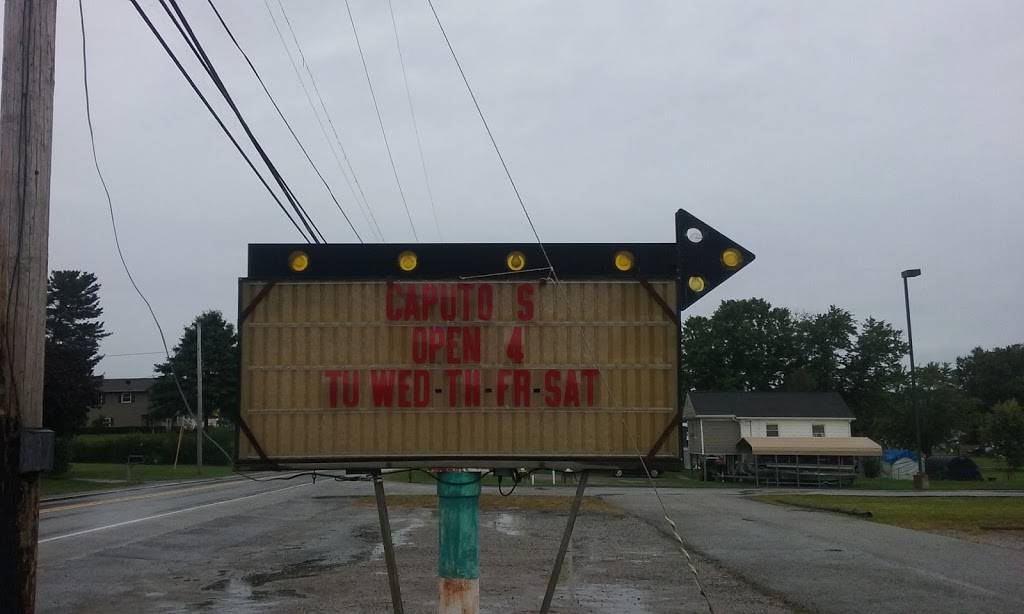 CAPUTO S
OPEN 4
TU WED-TH-FR-SAT